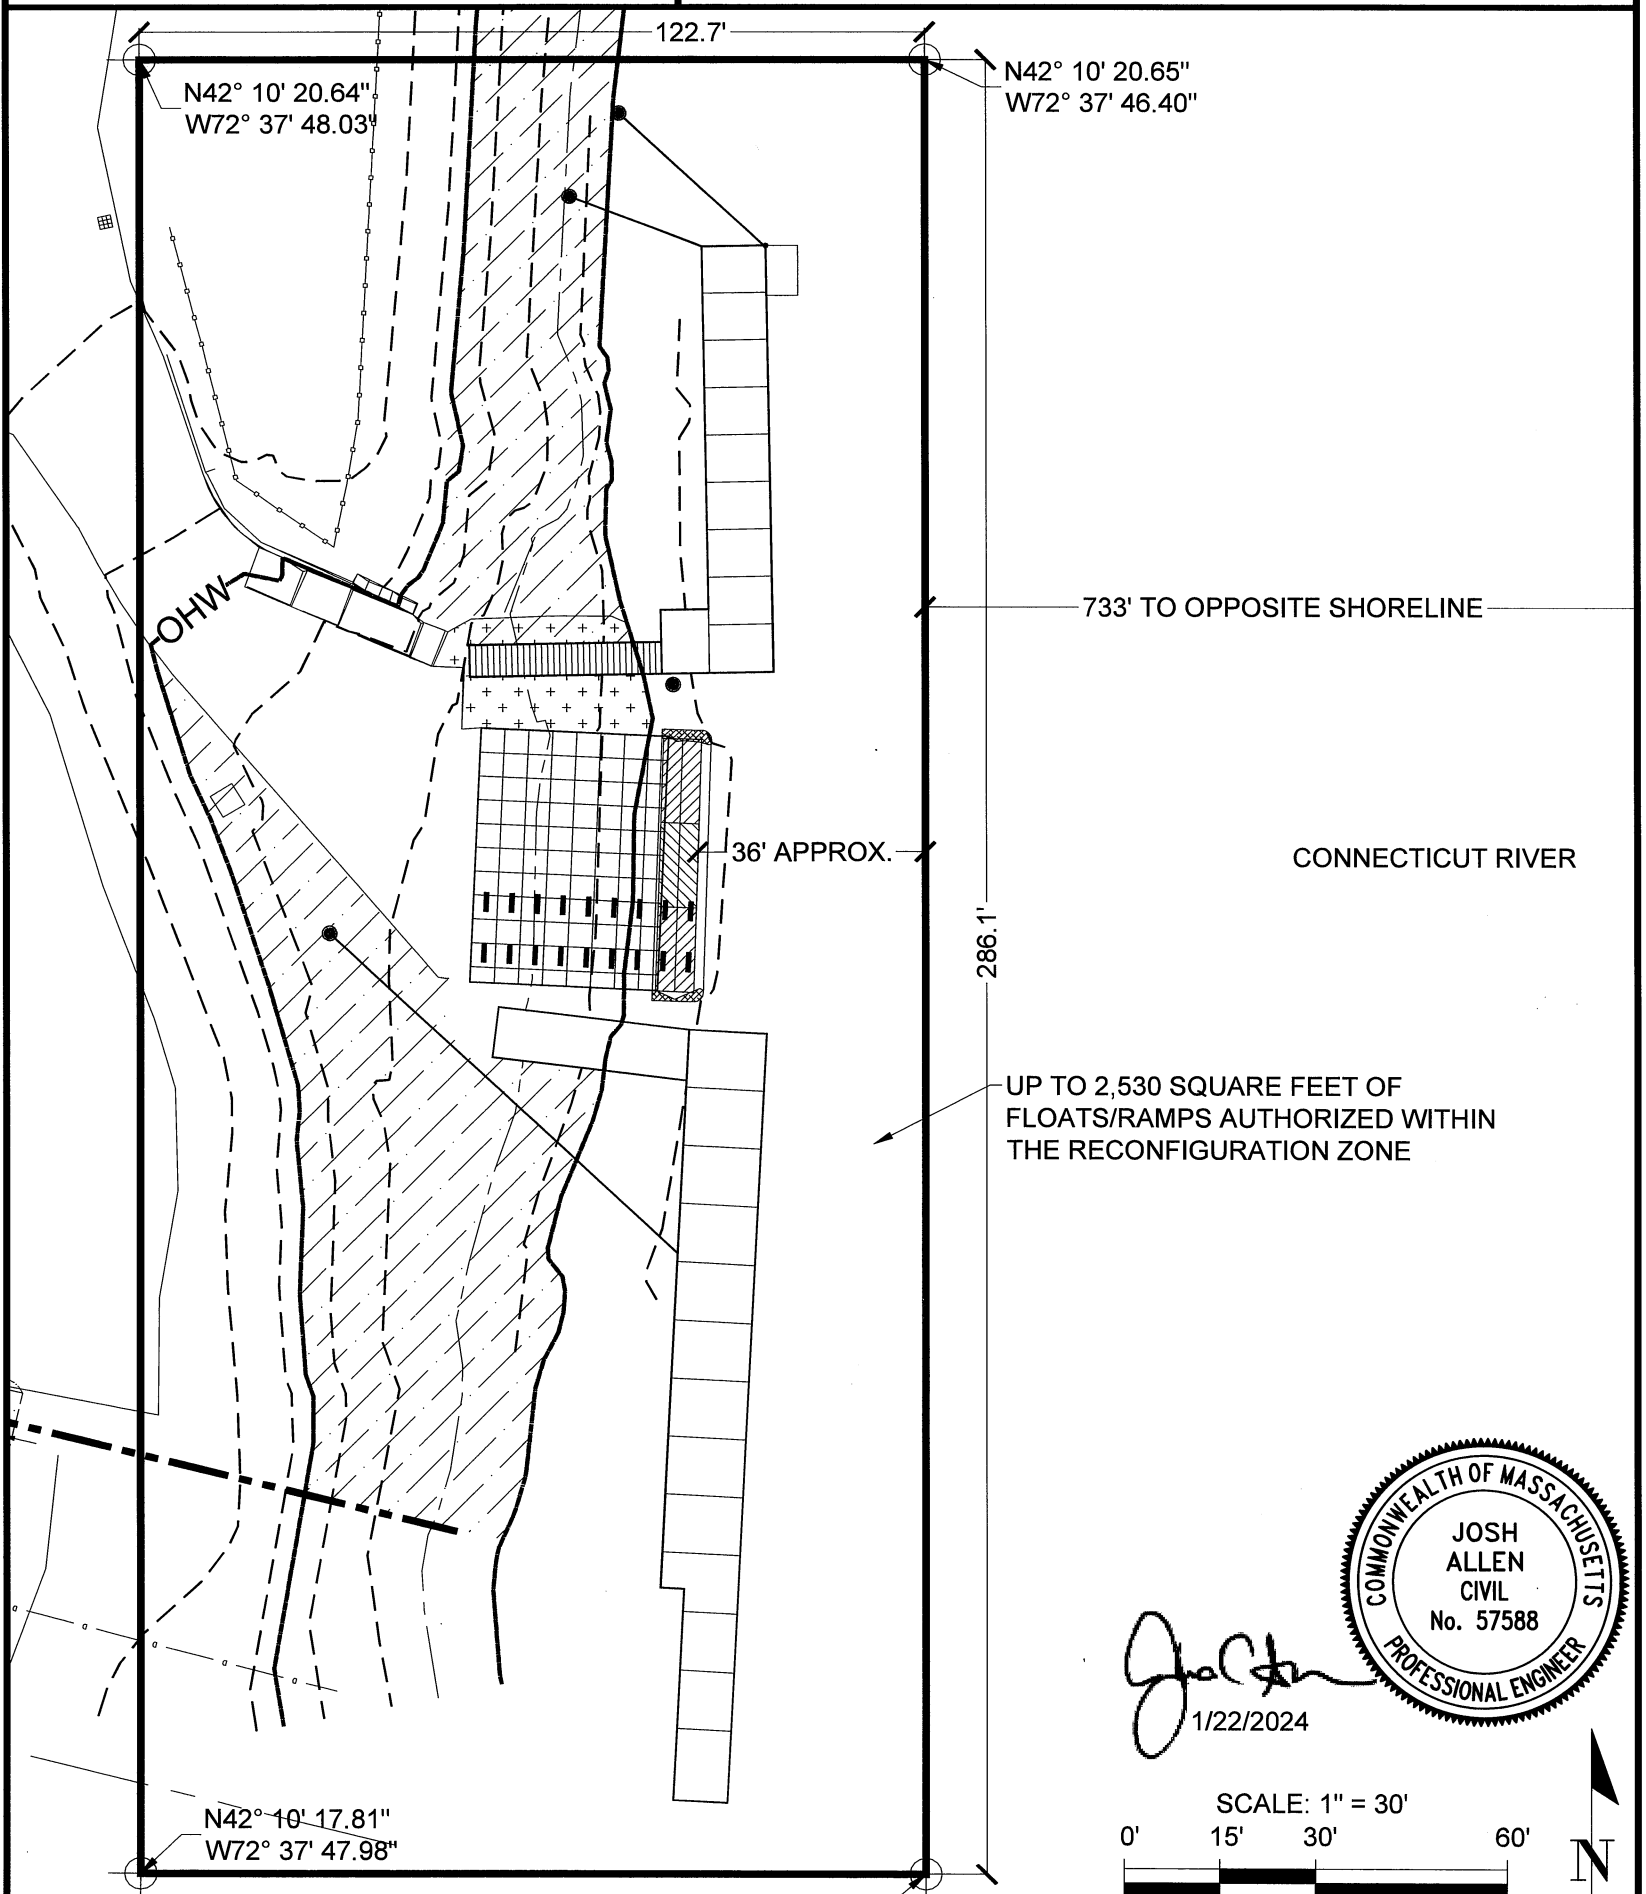 122.7'
N42° 10' 20.64"
W72° 37' 48.03"
N42° 10' 20.65"
W72° 37' 46.40"
OHW
733' TO OPPOSITE SHORELINE
36' APPROX.
CONNECTICUT RIVER
286.1'
UP TO 2,530 SQUARE FEET OF
FLOATS/RAMPS AUTHORIZED WITHIN
THE RECONFIGURATION ZONE
COMMONWEALTH OF MASSACHUSETTS
JOSH
ALLEN
CIVIL
No. 57588
PROFESSIONAL ENGINEER
1/22/2024
N42° 10' 17.81"
W72° 37' 47.98"
SCALE: 1" = 30'
0' 15' 30' 60'
N